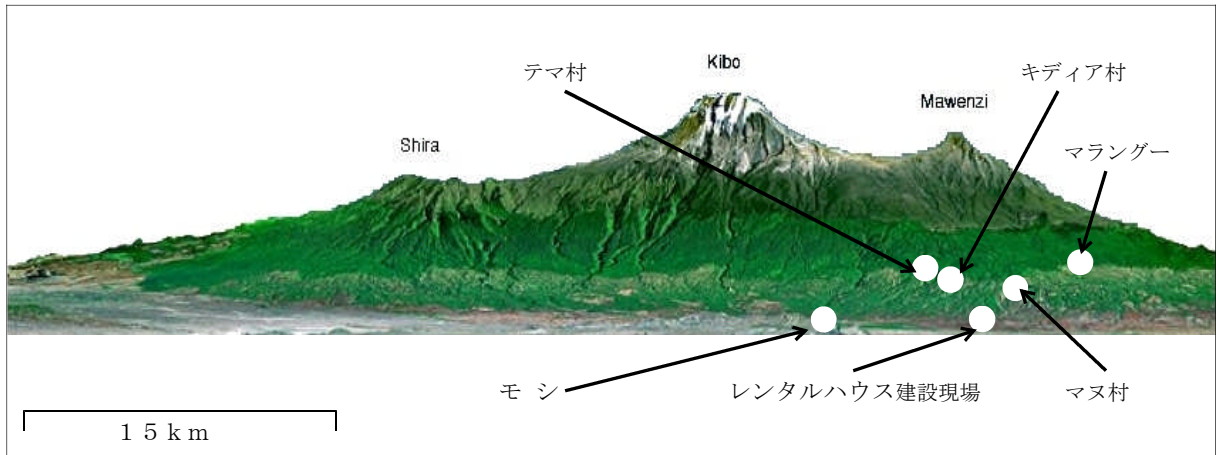 Kibo
テマ村
キディア村
Mawenzi
Shira
マラングー
モ シ
レンタルハウス建設現場
マヌ村
１５ｋｍ